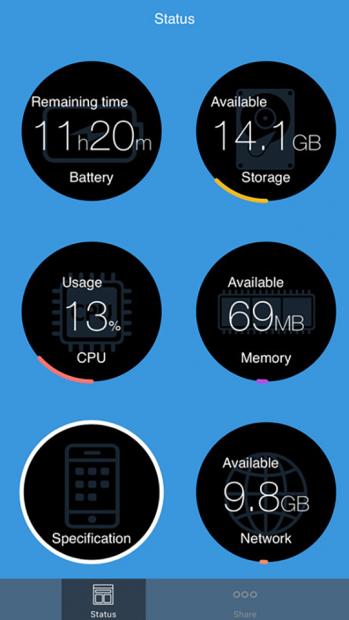 Status
Remaining time
11h20m
Battery
Available
14.1GB
Storage
Usage
13%
CPU
Available
69MB
Memory
Specification
Available
9.8GB
Network
Status
Share